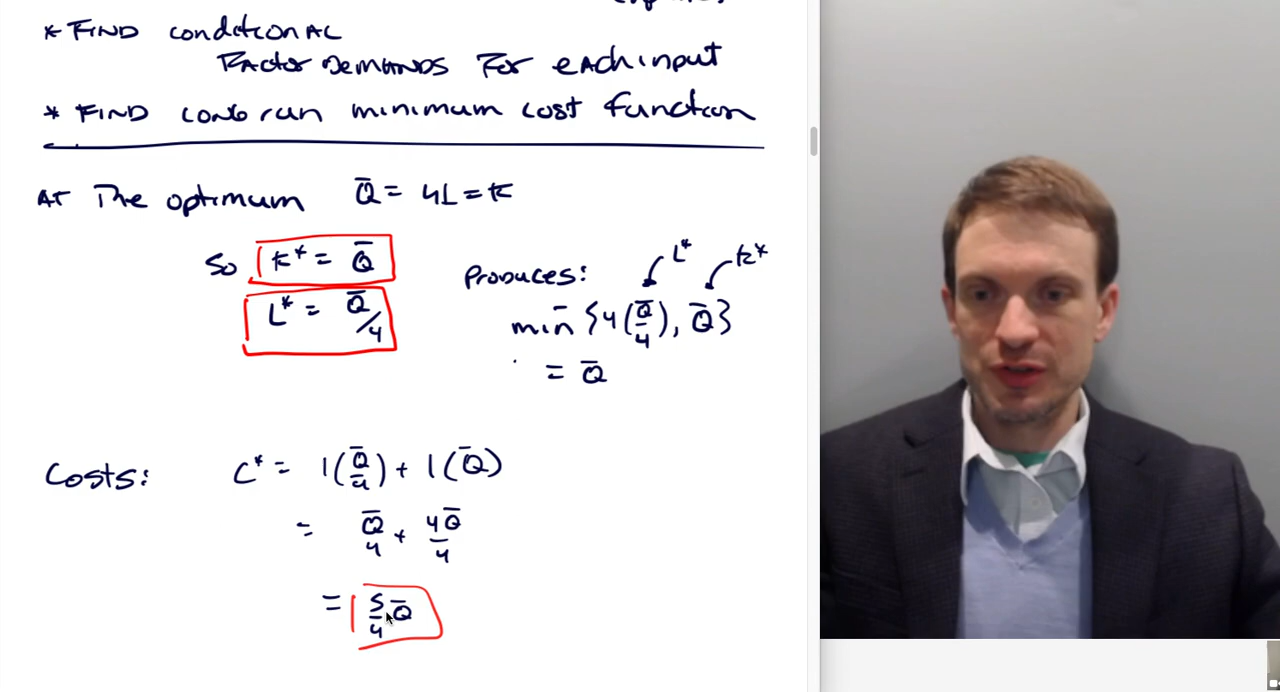 * FIND conditional
Factor Demands For each input
* FIND long run minimum cost function
At The optimum Q̄ = 4L = K
So K* = Q̄
L* = Q̄/4
Produces: L* K*
min {4(Q̄/4), Q̄}
= Q̄
Costs: C* = 1(Q̄/4) + 1(Q̄)
= Q̄/4 + 4Q̄/4
= 5/4 Q̄